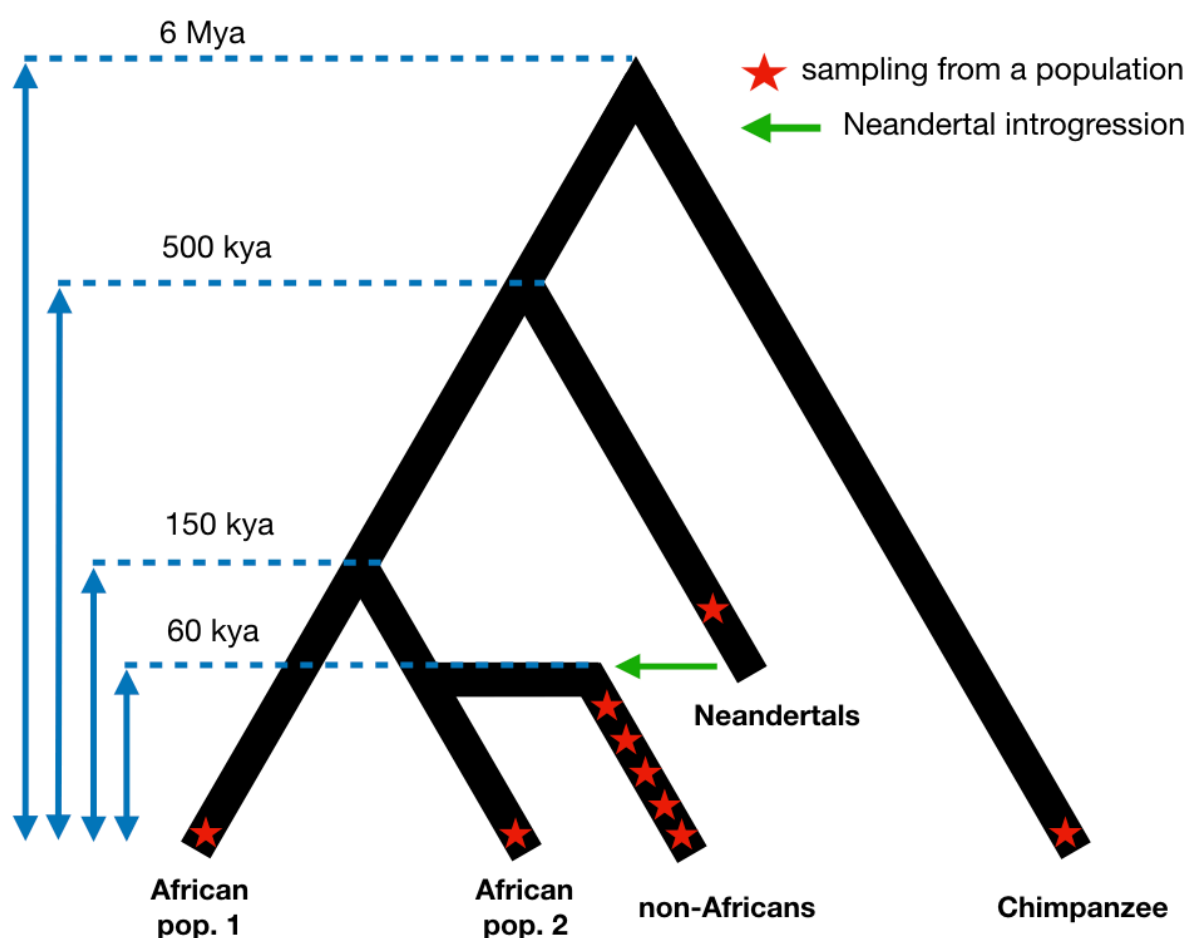 6 Mya
sampling from a population
Neandertal introgression
500 kya
150 kya
60 kya
Neandertals
African
pop. 1
African
pop. 2
non-Africans
Chimpanzee